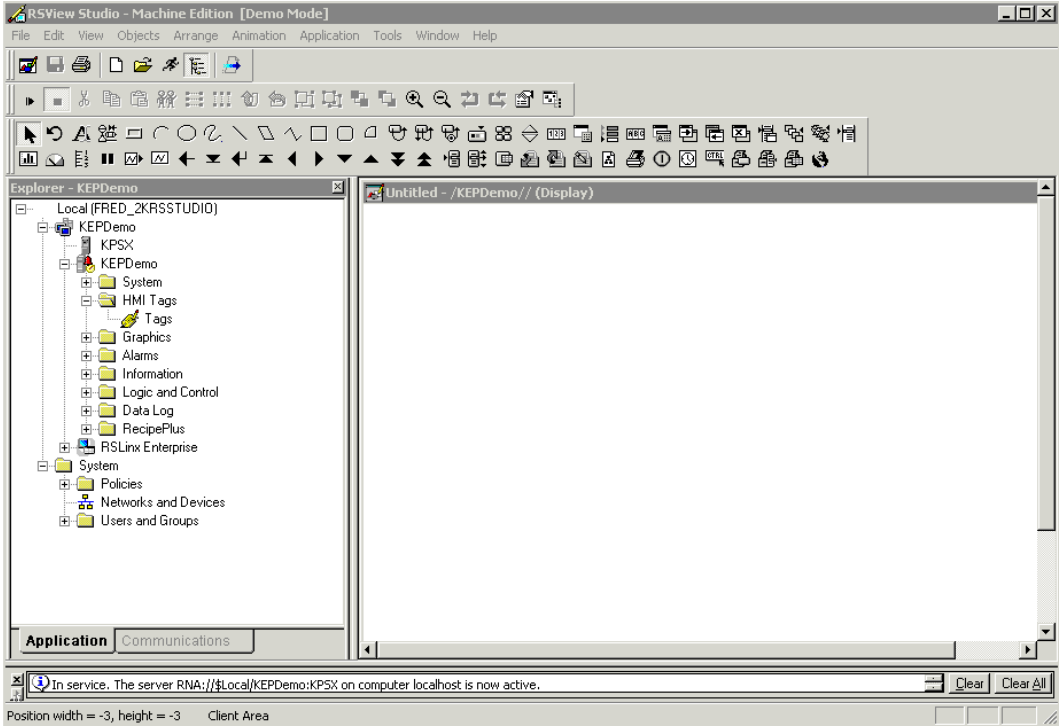 RSView Studio - Machine Edition [Demo Mode]
File Edit View Objects Arrange Animation Application Tools Window Help
Explorer - KEPDemo
Untitled - /KEPDemo// (Display)
Local (FRED_2KRSSTUDIO)
KEPDemo
KPSX
KEPDemo
System
HMI Tags
Tags
Graphics
Alarms
Information
Logic and Control
Data Log
RecipePlus
RSLinx Enterprise
System
Policies
Networks and Devices
Users and Groups
Application Communications
In service. The server RNA://$Local/KEPDemo:KPSX on computer localhost is now active.
Clear Clear All
Position width = -3, height = -3 Client Area